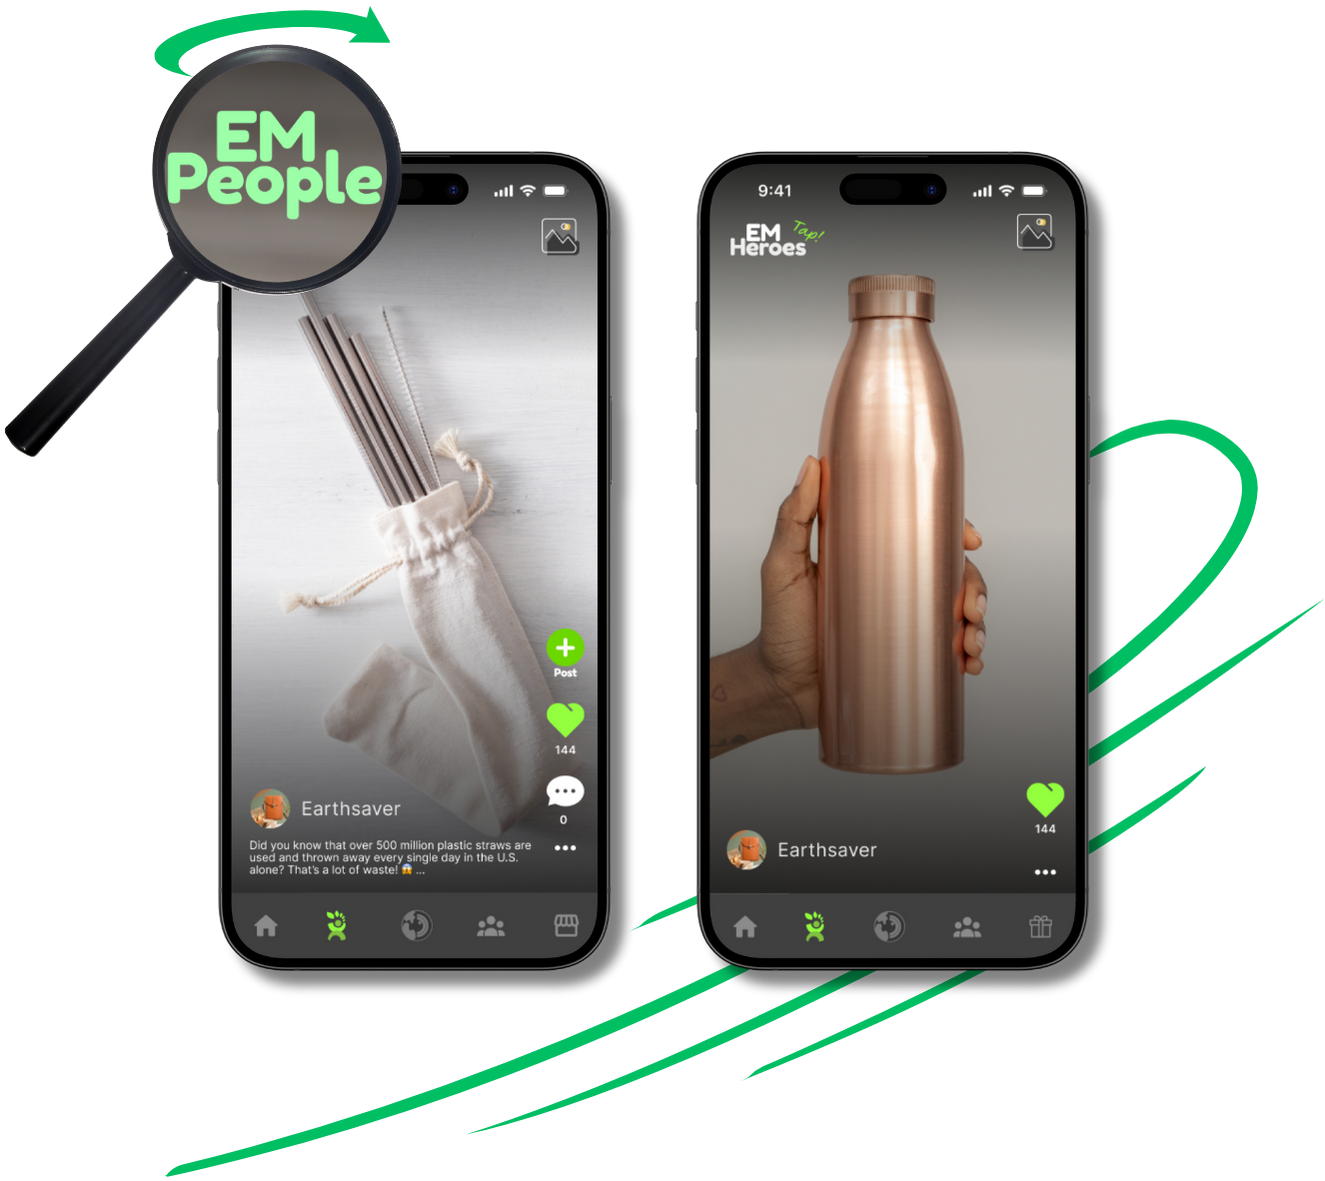 EM
People
Post
144
0
Earthsaver
Did you know that over 500 million plastic straws are
used and thrown away every single day in the U.S.
alone? That's a lot of waste! 😱 ...
9:41
EM
Heroes
Tap!
144
Earthsaver